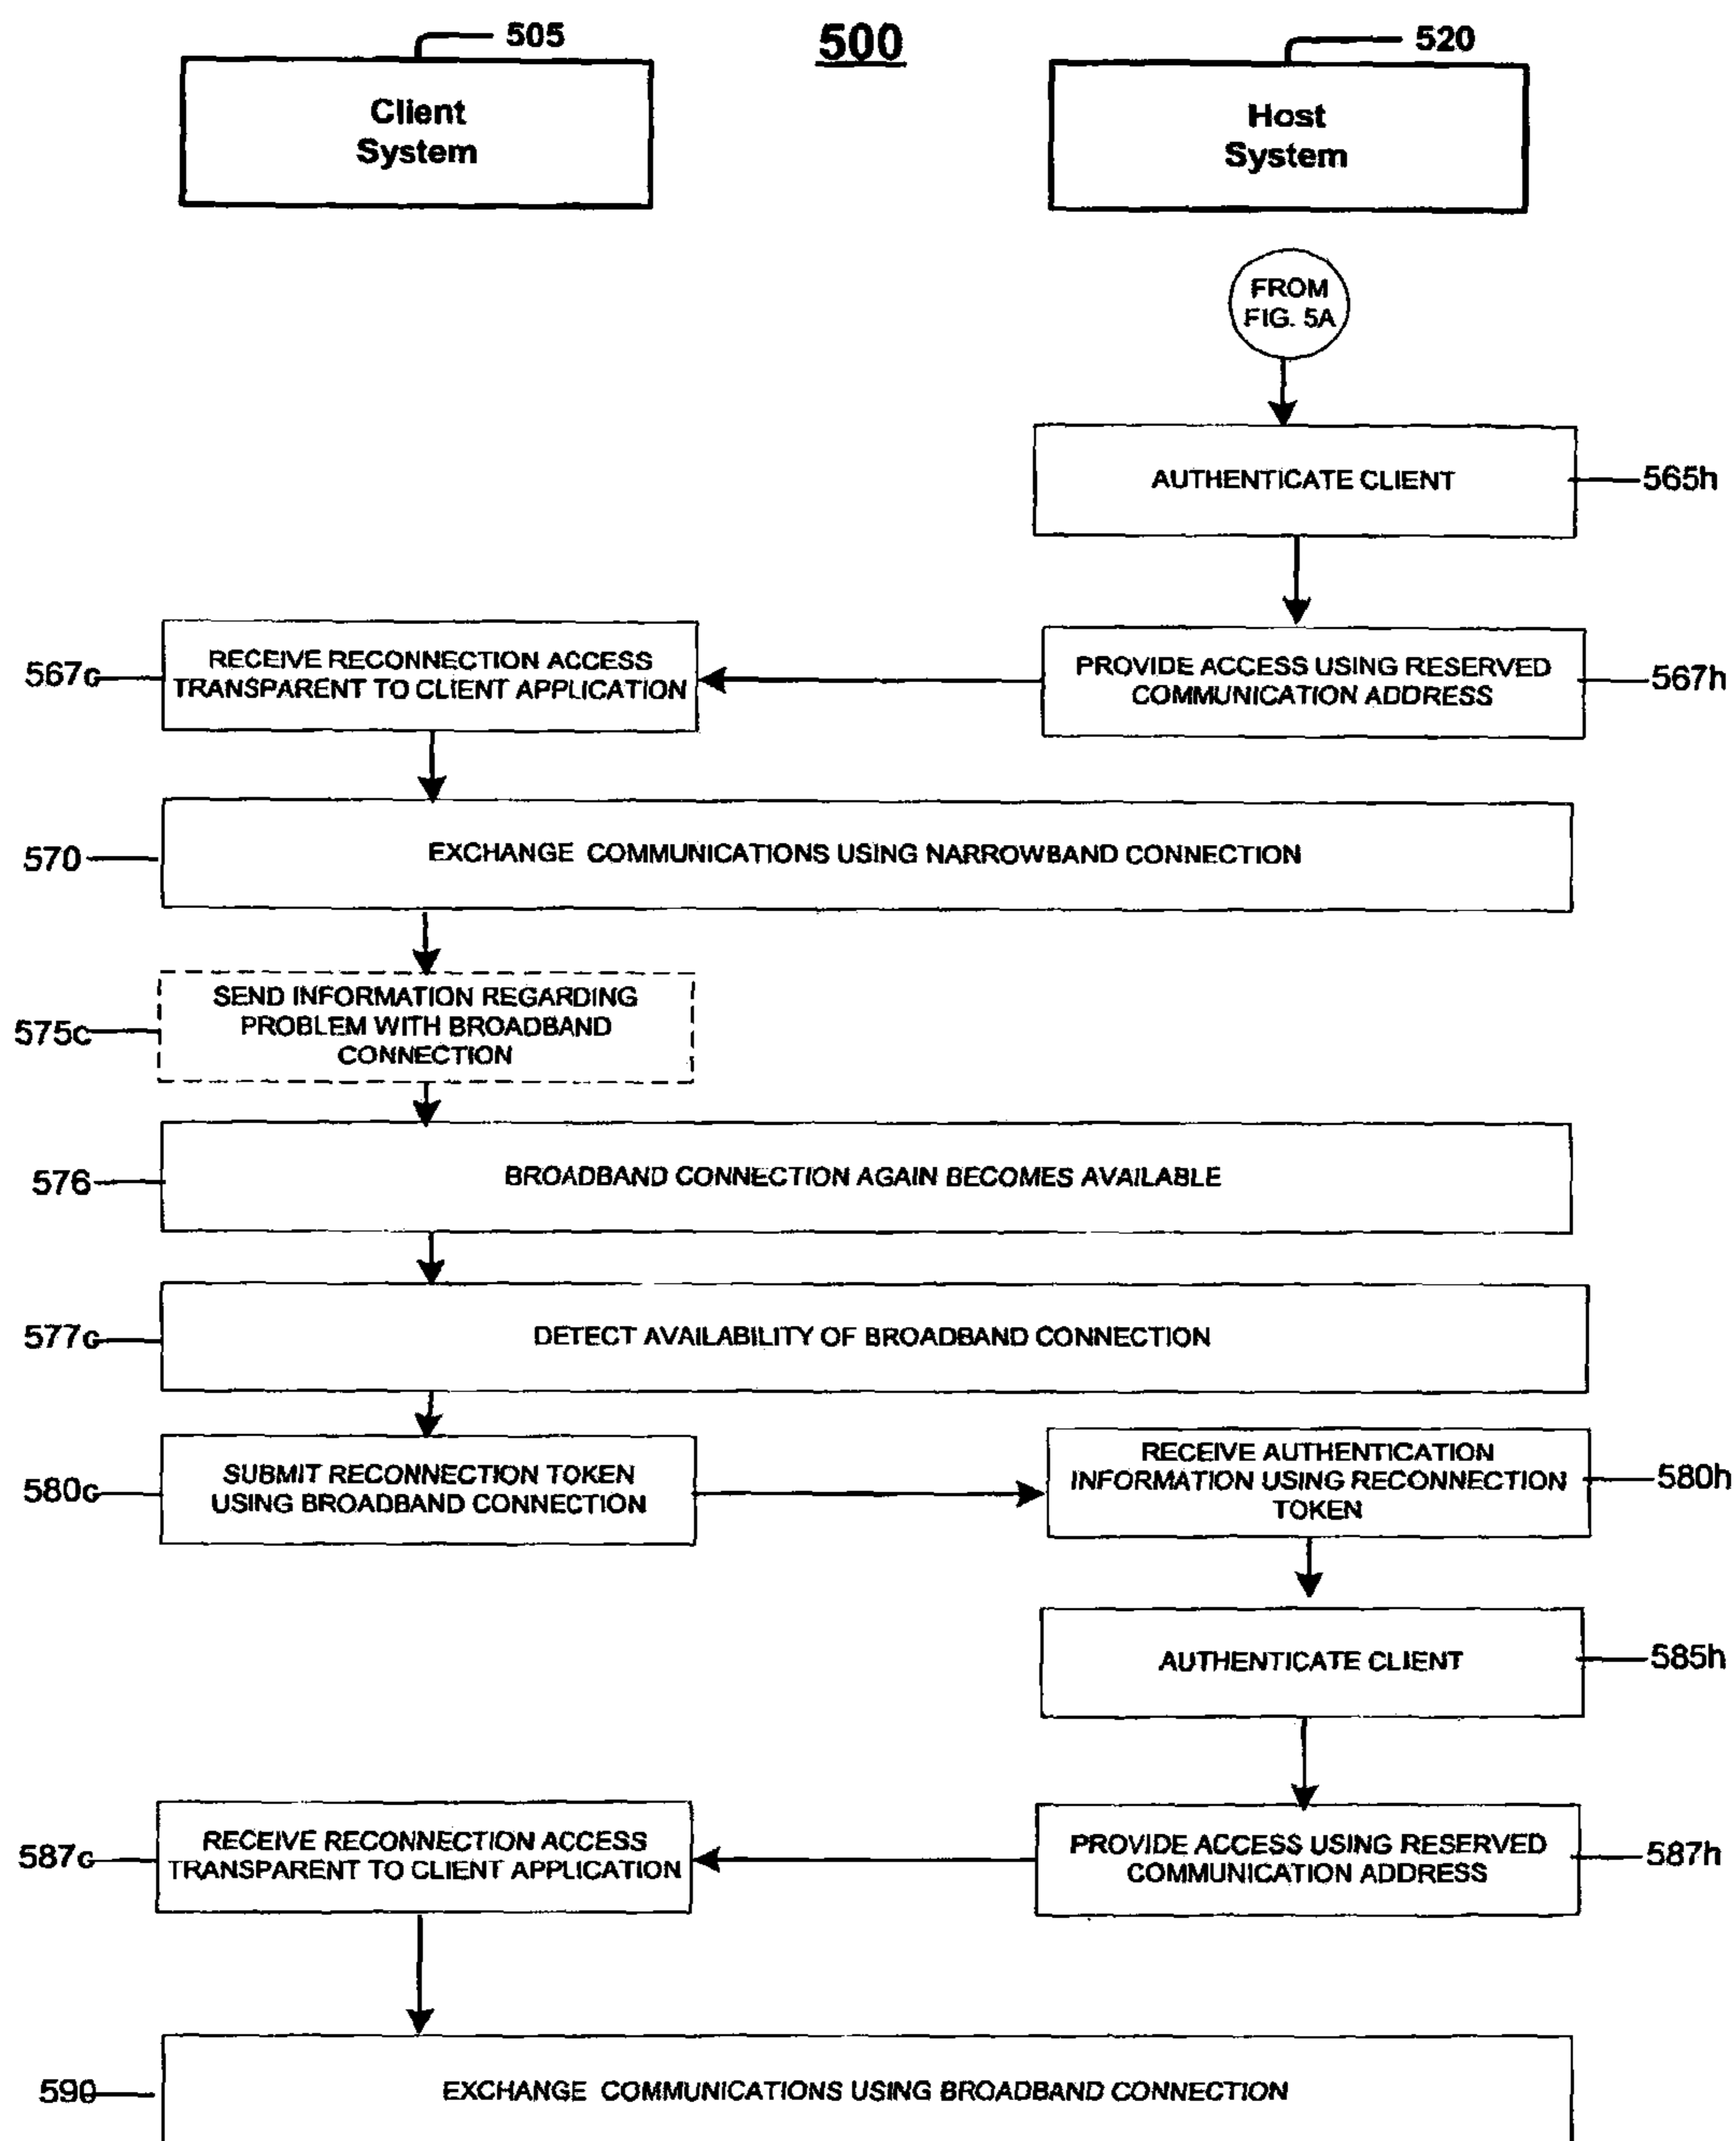 505
500
520
Client
System
Host
System
FROM
FIG. 5A
AUTHENTICATE CLIENT
565h
567c
RECEIVE RECONNECTION ACCESS
TRANSPARENT TO CLIENT APPLICATION
PROVIDE ACCESS USING RESERVED
COMMUNICATION ADDRESS
567h
570
EXCHANGE COMMUNICATIONS USING NARROWBAND CONNECTION
575c
SEND INFORMATION REGARDING
PROBLEM WITH BROADBAND
CONNECTION
576
BROADBAND CONNECTION AGAIN BECOMES AVAILABLE
577c
DETECT AVAILABILITY OF BROADBAND CONNECTION
580c
SUBMIT RECONNECTION TOKEN
USING BROADBAND CONNECTION
RECEIVE AUTHENTICATION
INFORMATION USING RECONNECTION
TOKEN
580h
AUTHENTICATE CLIENT
585h
587c
RECEIVE RECONNECTION ACCESS
TRANSPARENT TO CLIENT APPLICATION
PROVIDE ACCESS USING RESERVED
COMMUNICATION ADDRESS
587h
590
EXCHANGE COMMUNICATIONS USING BROADBAND CONNECTION